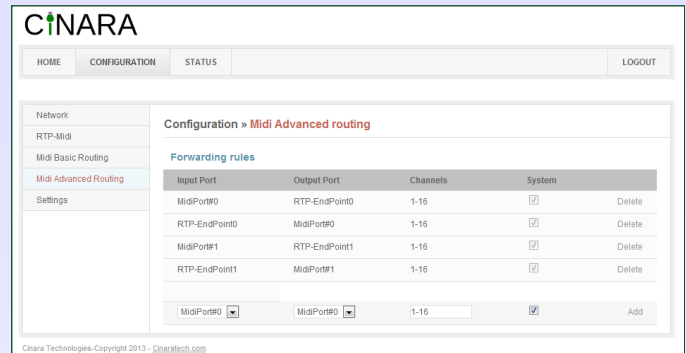 CiNARA
HOME CONFIGURATION STATUS LOGOUT
Network
RTP-Midi
Midi Basic Routing
Midi Advanced Routing
Settings
Configuration » Midi Advanced routing
Forwarding rules
Input Port Output Port Channels System
MidiPort#0 RTP-EndPoint0 1-16 Delete
RTP-EndPoint0 MidiPort#0 1-16 Delete
MidiPort#1 RTP-EndPoint1 1-16 Delete
RTP-EndPoint1 MidiPort#1 1-16 Delete
MidiPort#0 MidiPort#0 1-16 Add
Cinara Technologies-Copyright 2013 - Cinaratech.com